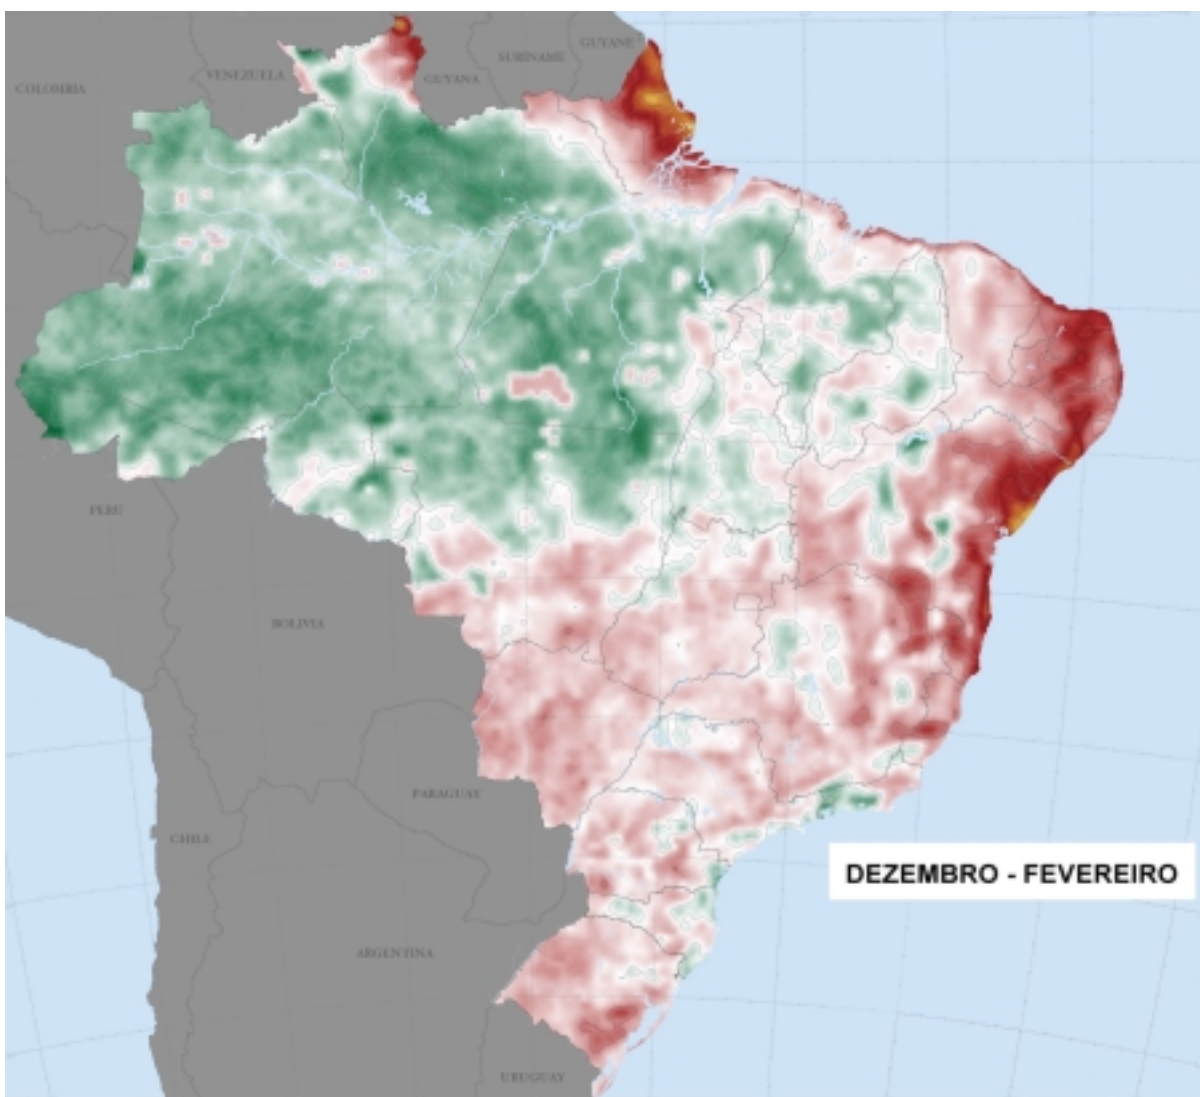 GUYANE
SURINAME
VENEZUELA
GUYANA
COLOMBIA
PERU
BOLIVIA
PARAGUAY
CHILE
DEZEMBRO - FEVEREIRO
ARGENTINA
URUGUAY